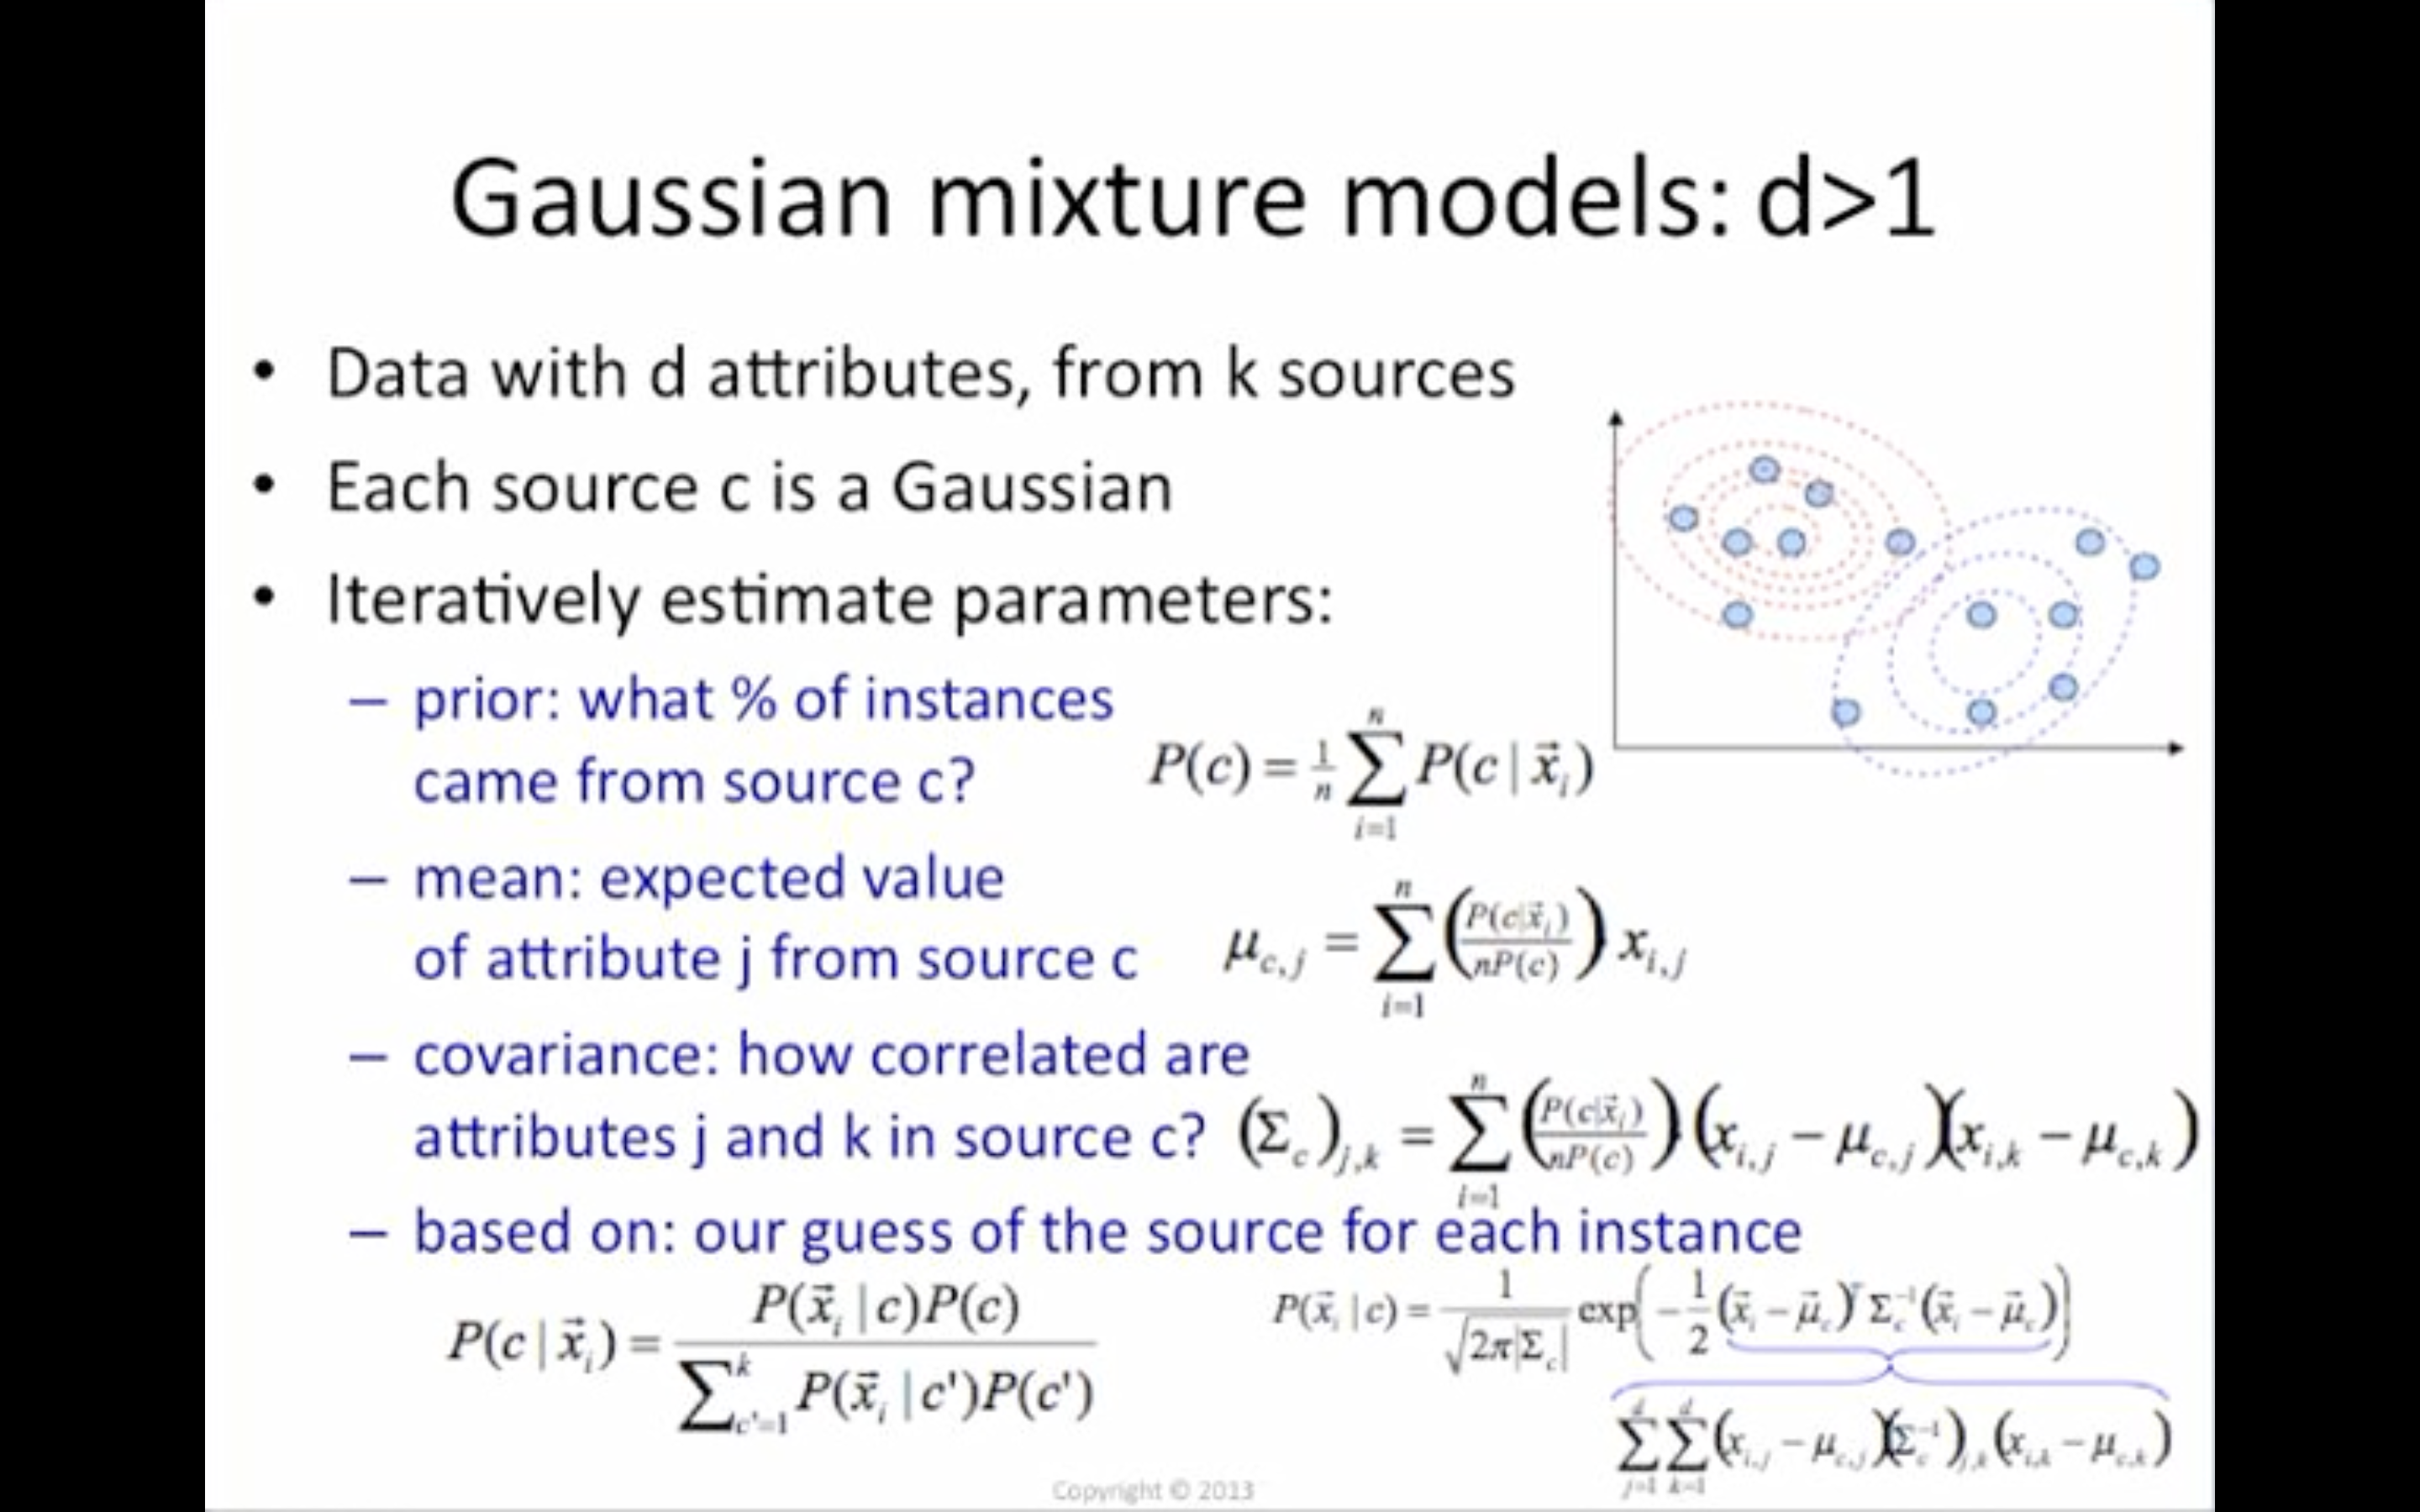 Gaussian mixture models: d>1
• Data with d attributes, from k sources
• Each source c is a Gaussian
• Iteratively estimate parameters:
– prior: what % of instances
came from source c?
P(c) = \frac{1}{n} \sum_{i=1}^{n} P(c | \vec{x}_i)
– mean: expected value
of attribute j from source c
\mu_{c,j} = \sum_{i=1}^{n} \left( \frac{P(c|\vec{x}_i)}{nP(c)} \right) x_{i,j}
– covariance: how correlated are
attributes j and k in source c?
(\Sigma_c)_{j,k} = \sum_{i=1}^{n} \left( \frac{P(c|\vec{x}_i)}{nP(c)} \right) (x_{i,j} - \mu_{c,j})(x_{i,k} - \mu_{c,k})
– based on: our guess of the source for each instance
P(c | \vec{x}_i) = \frac{P(\vec{x}_i | c)P(c)}{\sum_{c'=1}^{k} P(\vec{x}_i | c')P(c')}
P(\vec{x}_i | c) = \frac{1}{\sqrt{2\pi|\Sigma_c|}} \exp\left( -\frac{1}{2} (\vec{x}_i - \vec{\mu}_c)^T \Sigma_c^{-1} (\vec{x}_i - \vec{\mu}_c) \right)
\sum_{j=1}^{d} \sum_{k=1}^{d} (x_{i,j} - \mu_{c,j})(\Sigma_c^{-1})_{j,k} (x_{i,k} - \mu_{c,k})
Copyright © 2013